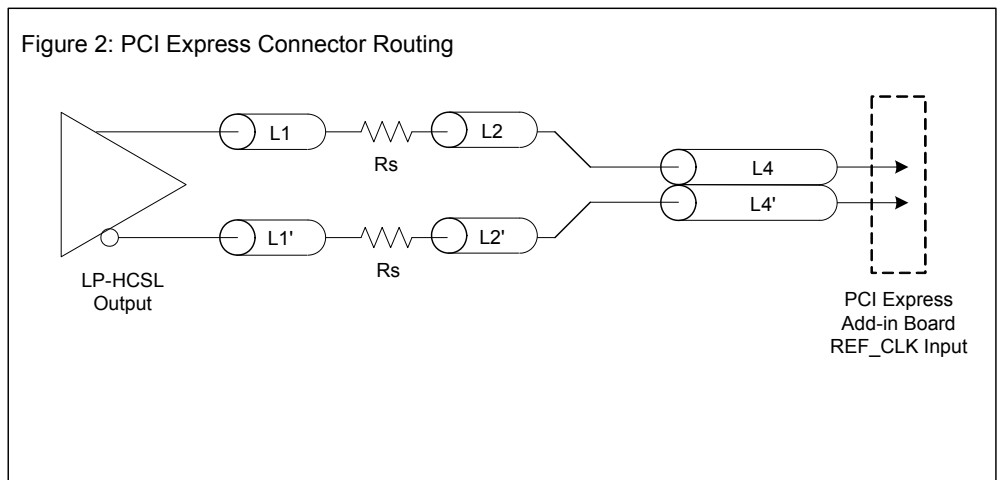 Figure 2: PCI Express Connector Routing
L1
Rs
L2
L4
L4'
L1'
Rs
L2'
LP-HCSL
Output
PCI Express
Add-in Board
REF_CLK Input